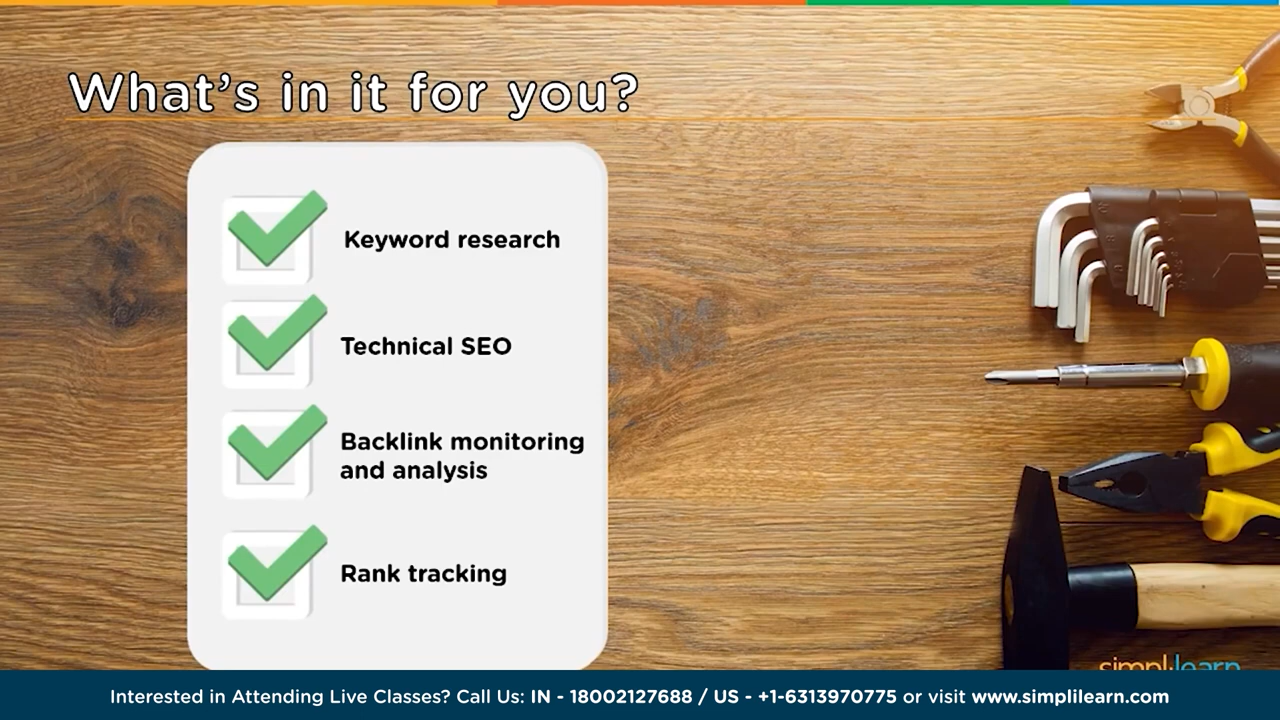 What's in it for you?
Keyword research
Technical SEO
Backlink monitoring
and analysis
Rank tracking
simplilearn
Interested in Attending Live Classes? Call Us: IN - 18002127688 / US - +1-6313970775 or visit www.simplilearn.com